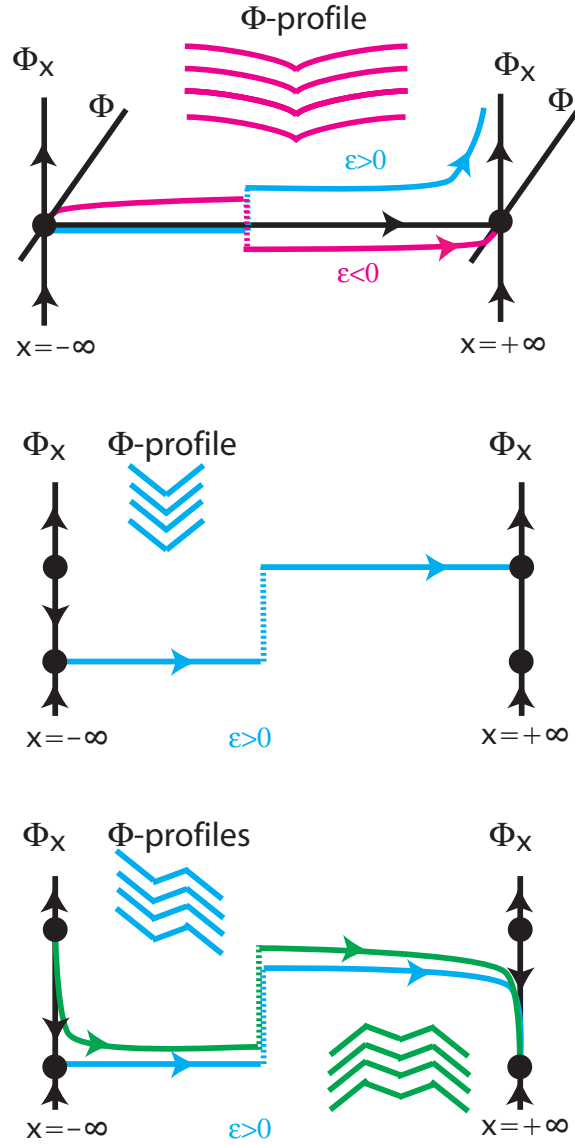 Φ-profile
Φx Φx
Φ Φ
ε>0
ε<0
x=-∞ x=+∞
Φx Φ-profile Φx
x=-∞ ε>0 x=+∞
Φx Φ-profiles Φx
x=-∞ ε>0 x=+∞